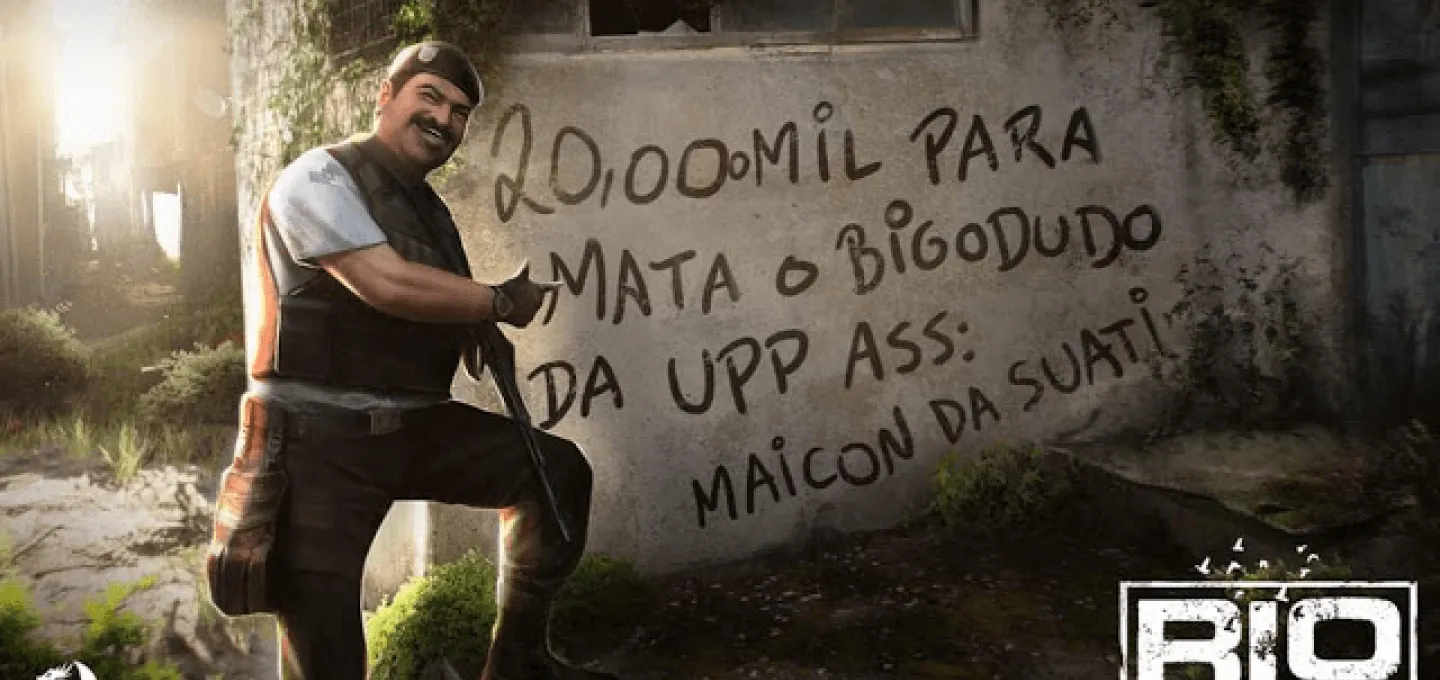 20,000MIL PARA
MATA O BIGODUDO
DA UPP ASS:
MAICON DA SUATI
RIO